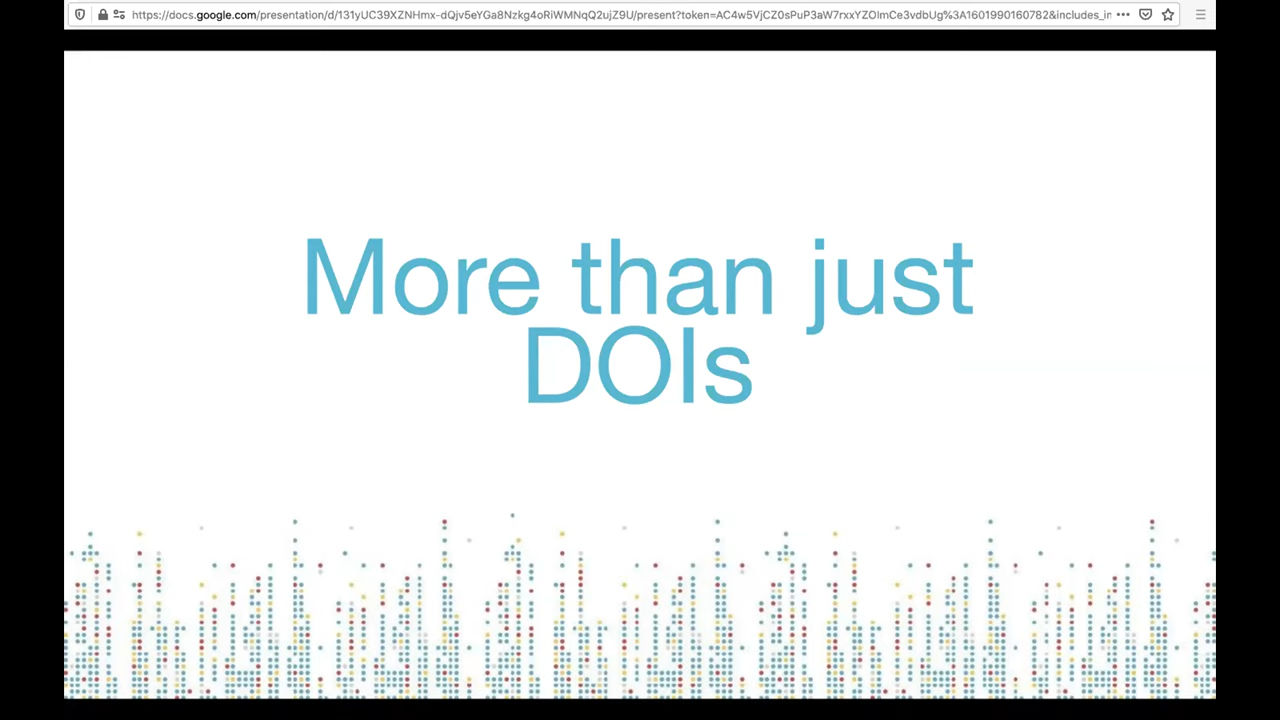 https://docs.google.com/presentation/d/131yUC39XZNHmx-dQjv5eYGa8Nzkg4oRiWMNqQ2ujZ9U/present?token=AC4w5VjCZ0sPuP3aW7rxxYZOlmCe3vdbUg%3A1601990160782&includes_in
More than just
DOIs